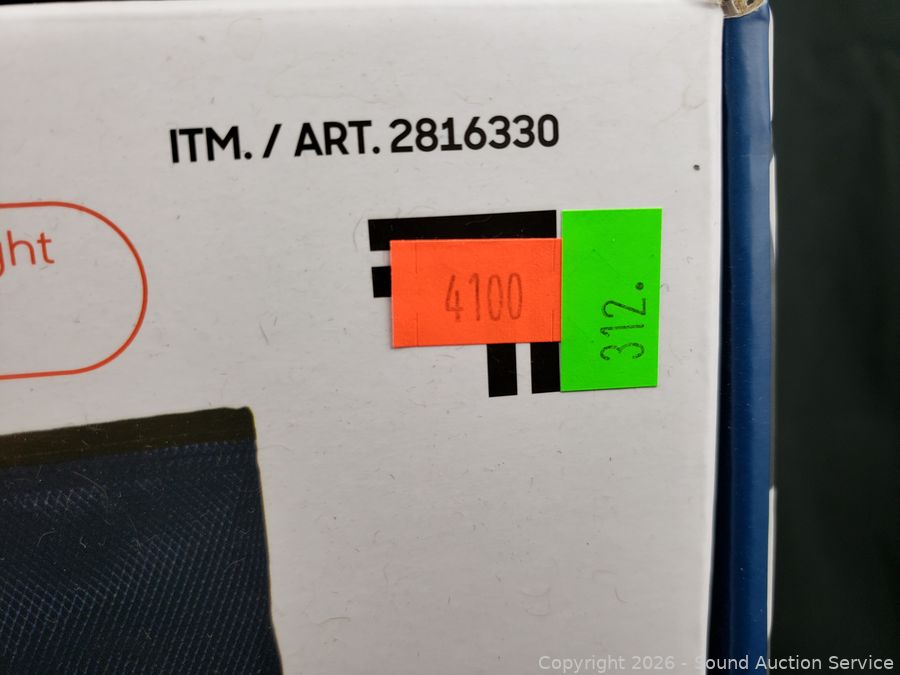 ITM. / ART. 2816330
ght
4100
312.
Copyright 2026 - Sound Auction Service